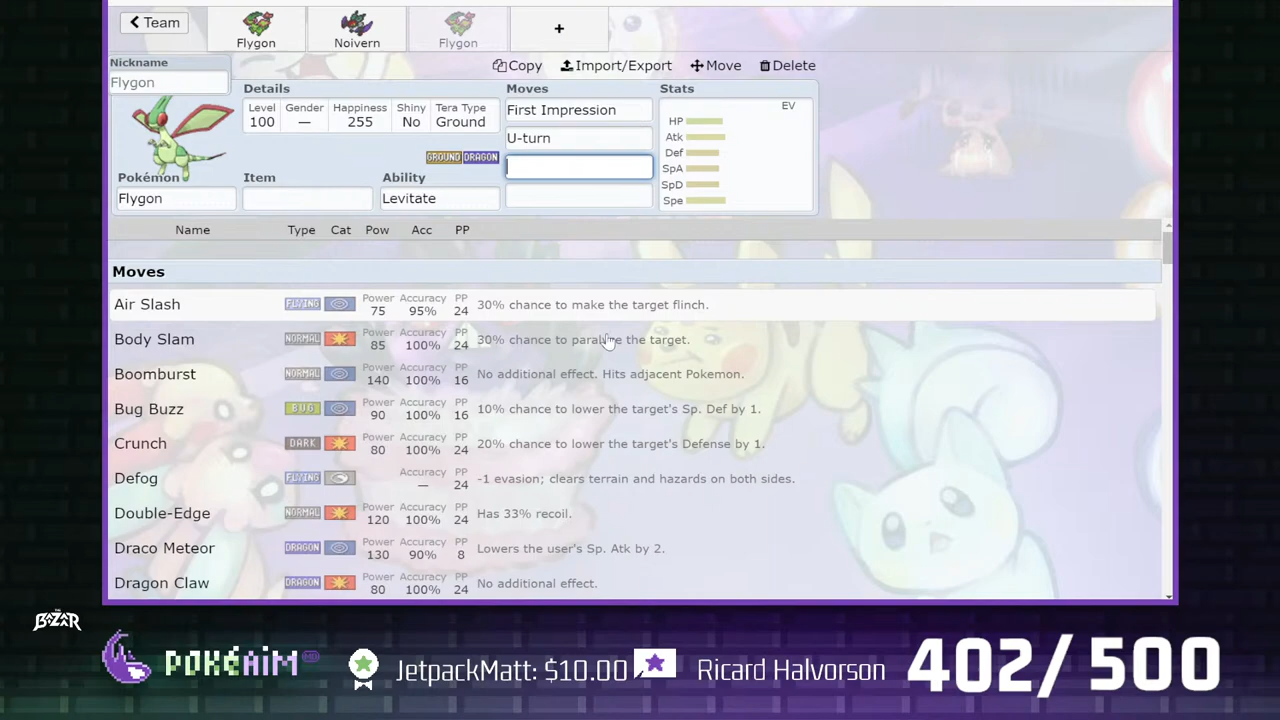 Team
Flygon
Noivern
Flygon
+
Nickname
Flygon
Copy
Import/Export
Move
Delete
Details
Level
100
Gender
—
Happiness
255
Shiny
No
Tera Type
Ground
GROUND DRAGON
Pokémon
Flygon
Item
Ability
Levitate
Moves
First Impression
U-turn
Stats
EV
HP
Atk
Def
SpA
SpD
Spe
Name Type Cat Pow Acc PP
Moves
Air Slash FLYING Power 75 Accuracy 95% PP 24 30% chance to make the target flinch.
Body Slam NORMAL Power 85 Accuracy 100% PP 24 30% chance to paralyze the target.
Boomburst NORMAL Power 140 Accuracy 100% PP 16 No additional effect. Hits adjacent Pokemon.
Bug Buzz BUG Power 90 Accuracy 100% PP 16 10% chance to lower the target's Sp. Def by 1.
Crunch DARK Power 80 Accuracy 100% PP 24 20% chance to lower the target's Defense by 1.
Defog FLYING Accuracy — PP 24 -1 evasion; clears terrain and hazards on both sides.
Double-Edge NORMAL Power 120 Accuracy 100% PP 24 Has 33% recoil.
Draco Meteor DRAGON Power 130 Accuracy 90% PP 8 Lowers the user's Sp. Atk by 2.
Dragon Claw DRAGON Power 80 Accuracy 100% PP 24 No additional effect.
THE BAZAR
POKÉAIM MD
JetpackMatt: $10.00
Ricard Halvorson
402/500